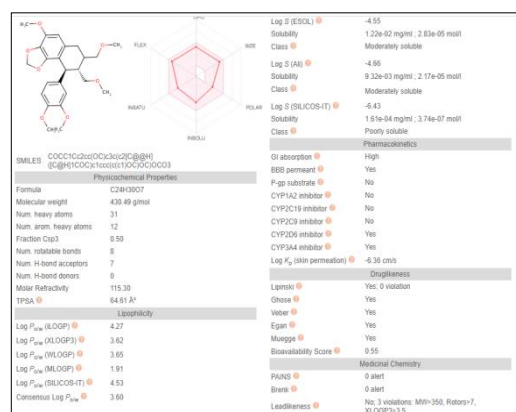 H₃C
O
CH₃
FLEX
LIPO
SIZE
POLAR
INSOLU
INSATU
SMILES COCC1Cc2cc(OC)c3c(c2[C@@H]
([C@H]1COC)c1ccc(c(c1)OC)OC)OCO3
Physicochemical Properties
Formula C24H30O7
Molecular weight 430.49 g/mol
Num. heavy atoms 31
Num. arom. heavy atoms 12
Fraction Csp3 0.50
Num. rotatable bonds 8
Num. H-bond acceptors 7
Num. H-bond donors 0
Molar Refractivity 115.30
TPSA 64.61 Å²
Lipophilicity
Log Po/w (iLOGP) 4.27
Log Po/w (XLOGP3) 3.62
Log Po/w (WLOGP) 3.65
Log Po/w (MLOGP) 1.91
Log Po/w (SILICOS-IT) 4.53
Consensus Log Po/w 3.60
Log S (ESOL) -4.55
Solubility 1.22e-02 mg/ml ; 2.83e-05 mol/l
Class Moderately soluble
Log S (Ali) -4.66
Solubility 9.32e-03 mg/ml ; 2.17e-05 mol/l
Class Moderately soluble
Log S (SILICOS-IT) -6.43
Solubility 1.61e-04 mg/ml ; 3.74e-07 mol/l
Class Poorly soluble
Pharmacokinetics
GI absorption High
BBB permeant Yes
P-gp substrate No
CYP1A2 inhibitor No
CYP2C19 inhibitor No
CYP2C9 inhibitor No
CYP2D6 inhibitor Yes
CYP3A4 inhibitor Yes
Log Kp (skin permeation) -6.36 cm/s
Druglikeness
Lipinski Yes; 0 violation
Ghose Yes
Veber Yes
Egan Yes
Muegge Yes
Bioavailability Score 0.55
Medicinal Chemistry
PAINS 0 alert
Brenk 0 alert
Leadlikeness No; 3 violations: MW>350, Rotors>7,
XLOGP3>3.5